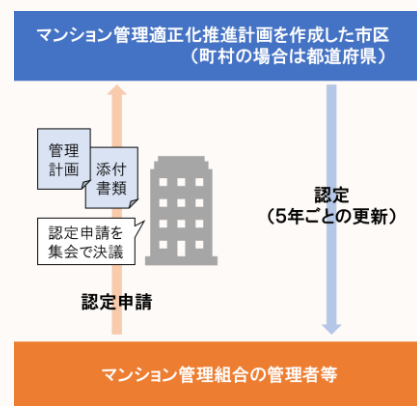 マンション管理適正化推進計画を作成した市区
（町村の場合は都道府県）
管理
計画
添付
書類
認定申請を
集会で決議
認定申請
認定
（5年ごとの更新）
マンション管理組合の管理者等